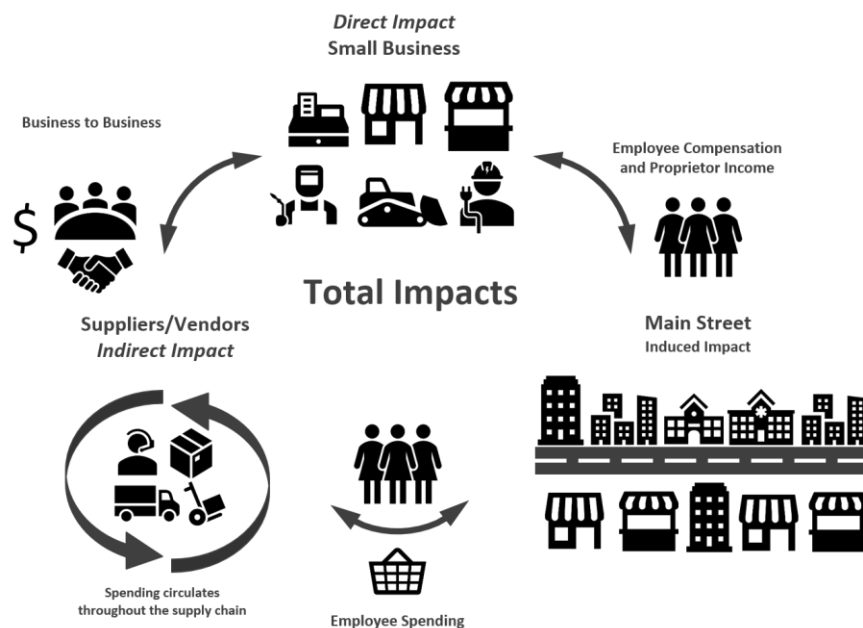 Direct Impact
Small Business
Business to Business
Employee Compensation
and Proprietor Income
$
Total Impacts
Suppliers/Vendors
Indirect Impact
Main Street
Induced Impact
Spending circulates
throughout the supply chain
Employee Spending